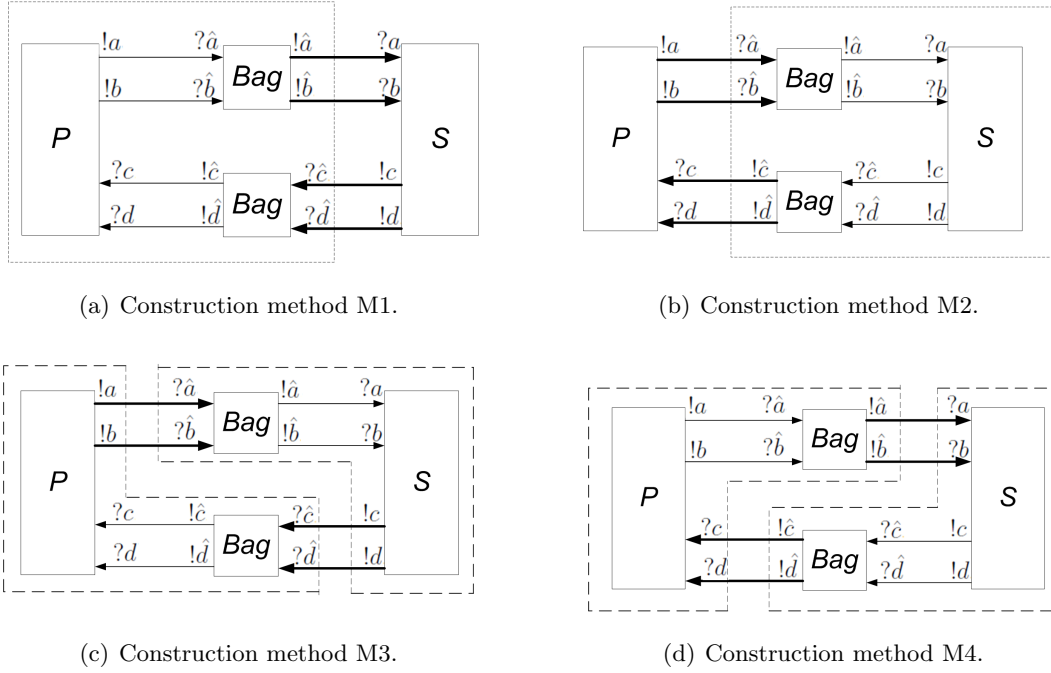 !a ?â !â ?a
Bag
!b ?b̂ !b̂ ?b
P S
?c !ĉ ?ĉ !c
Bag
?d !d̂ ?d̂ !d
(a) Construction method M1.
!a ?â !â ?a
Bag
!b ?b̂ !b̂ ?b
P S
?c !ĉ ?ĉ !c
Bag
?d !d̂ ?d̂ !d
(b) Construction method M2.
!a ?â !â ?a
Bag
!b ?b̂ !b̂ ?b
P S
?c !ĉ ?ĉ !c
Bag
?d !d̂ ?d̂ !d
(c) Construction method M3.
!a ?â !â ?a
Bag
!b ?b̂ !b̂ ?b
P S
?c !ĉ ?ĉ !c
Bag
?d !d̂ ?d̂ !d
(d) Construction method M4.